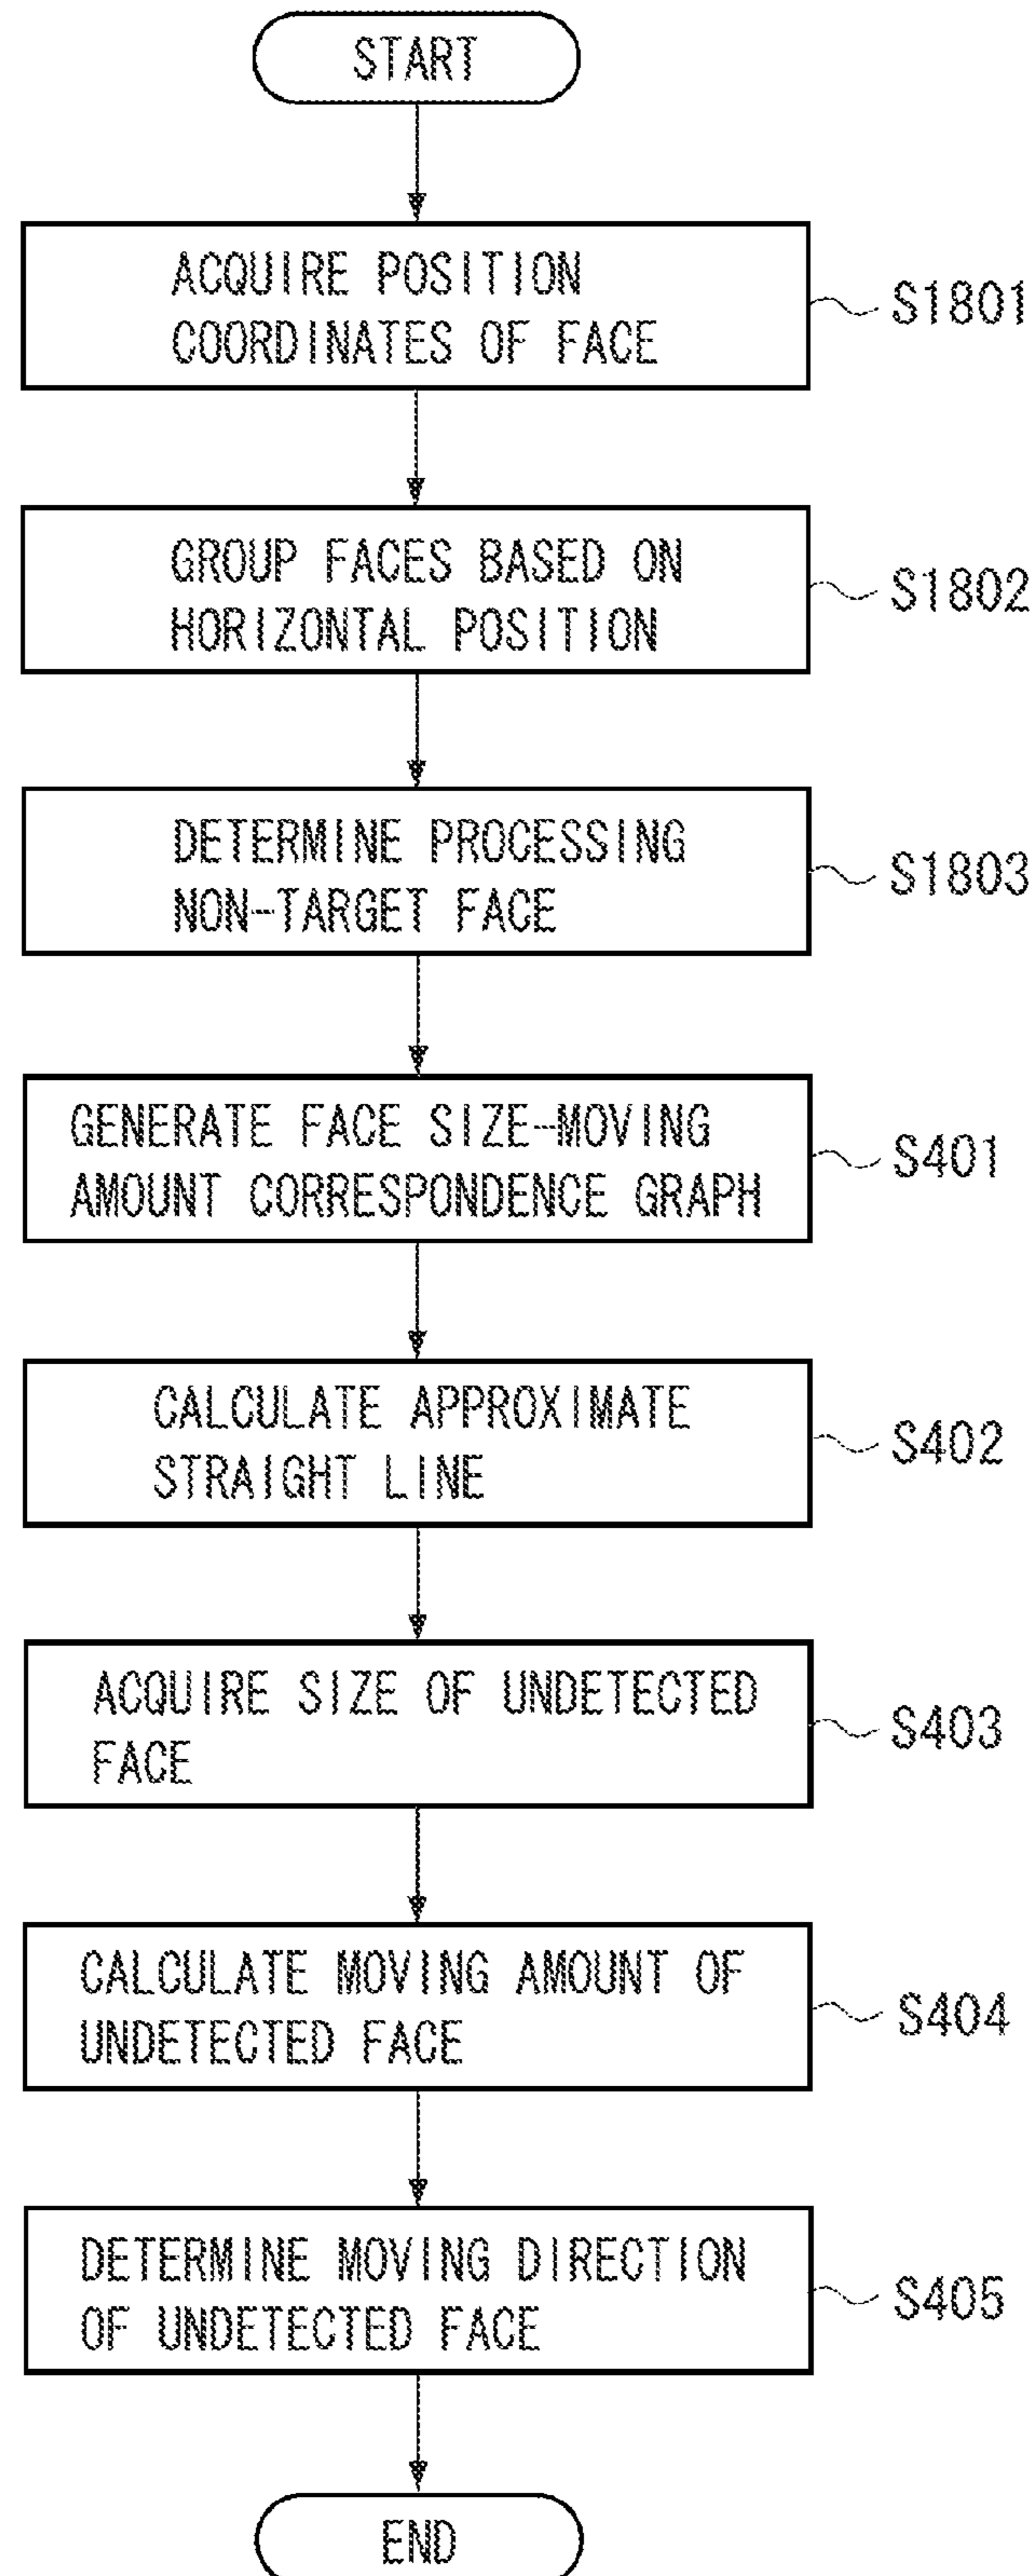 START
ACQUIRE POSITION
COORDINATES OF FACE
S1801
GROUP FACES BASED ON
HORIZONTAL POSITION
S1802
DETERMINE PROCESSING
NON-TARGET FACE
S1803
GENERATE FACE SIZE-MOVING
AMOUNT CORRESPONDENCE GRAPH
S401
CALCULATE APPROXIMATE
STRAIGHT LINE
S402
ACQUIRE SIZE OF UNDETECTED
FACE
S403
CALCULATE MOVING AMOUNT OF
UNDETECTED FACE
S404
DETERMINE MOVING DIRECTION
OF UNDETECTED FACE
S405
END